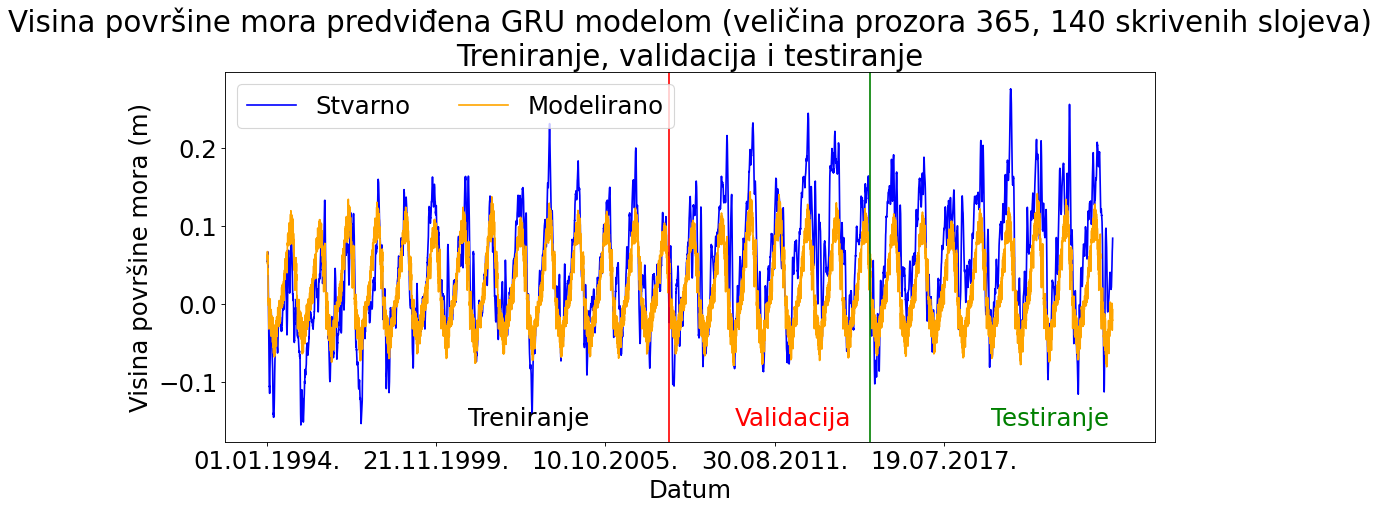 Visina površine mora predviđena GRU modelom (veličina prozora 365, 140 skrivenih slojeva)
Treniranje, validacija i testiranje
Stvarno
Modelirano
Visina površine mora (m)
0.2
0.1
0.0
−0.1
Treniranje
Validacija
Testiranje
01.01.1994.
21.11.1999.
10.10.2005.
30.08.2011.
19.07.2017.
Datum